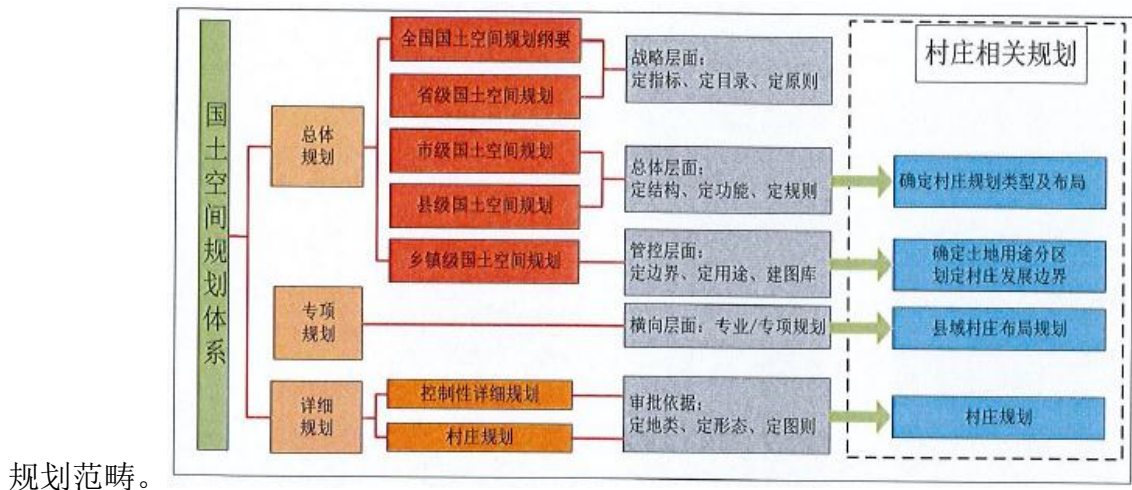 国土空间规划体系
总体
规划
专项
规划
详细
规划
全国国土空间规划纲要
省级国土空间规划
市级国土空间规划
县级国土空间规划
乡镇级国土空间规划
控制性详细规划
村庄规划
战略层面：
定指标、定目录、定原则
总体层面：
定结构、定功能、定规则
管控层面：
定边界、定用途、建图库
横向层面：专业/专项规划
审批依据：
定地类、定形态、定图则
村庄相关规划
确定村庄规划类型及布局
确定土地用途分区
划定村庄发展边界
县域村庄布局规划
村庄规划
规划范畴。